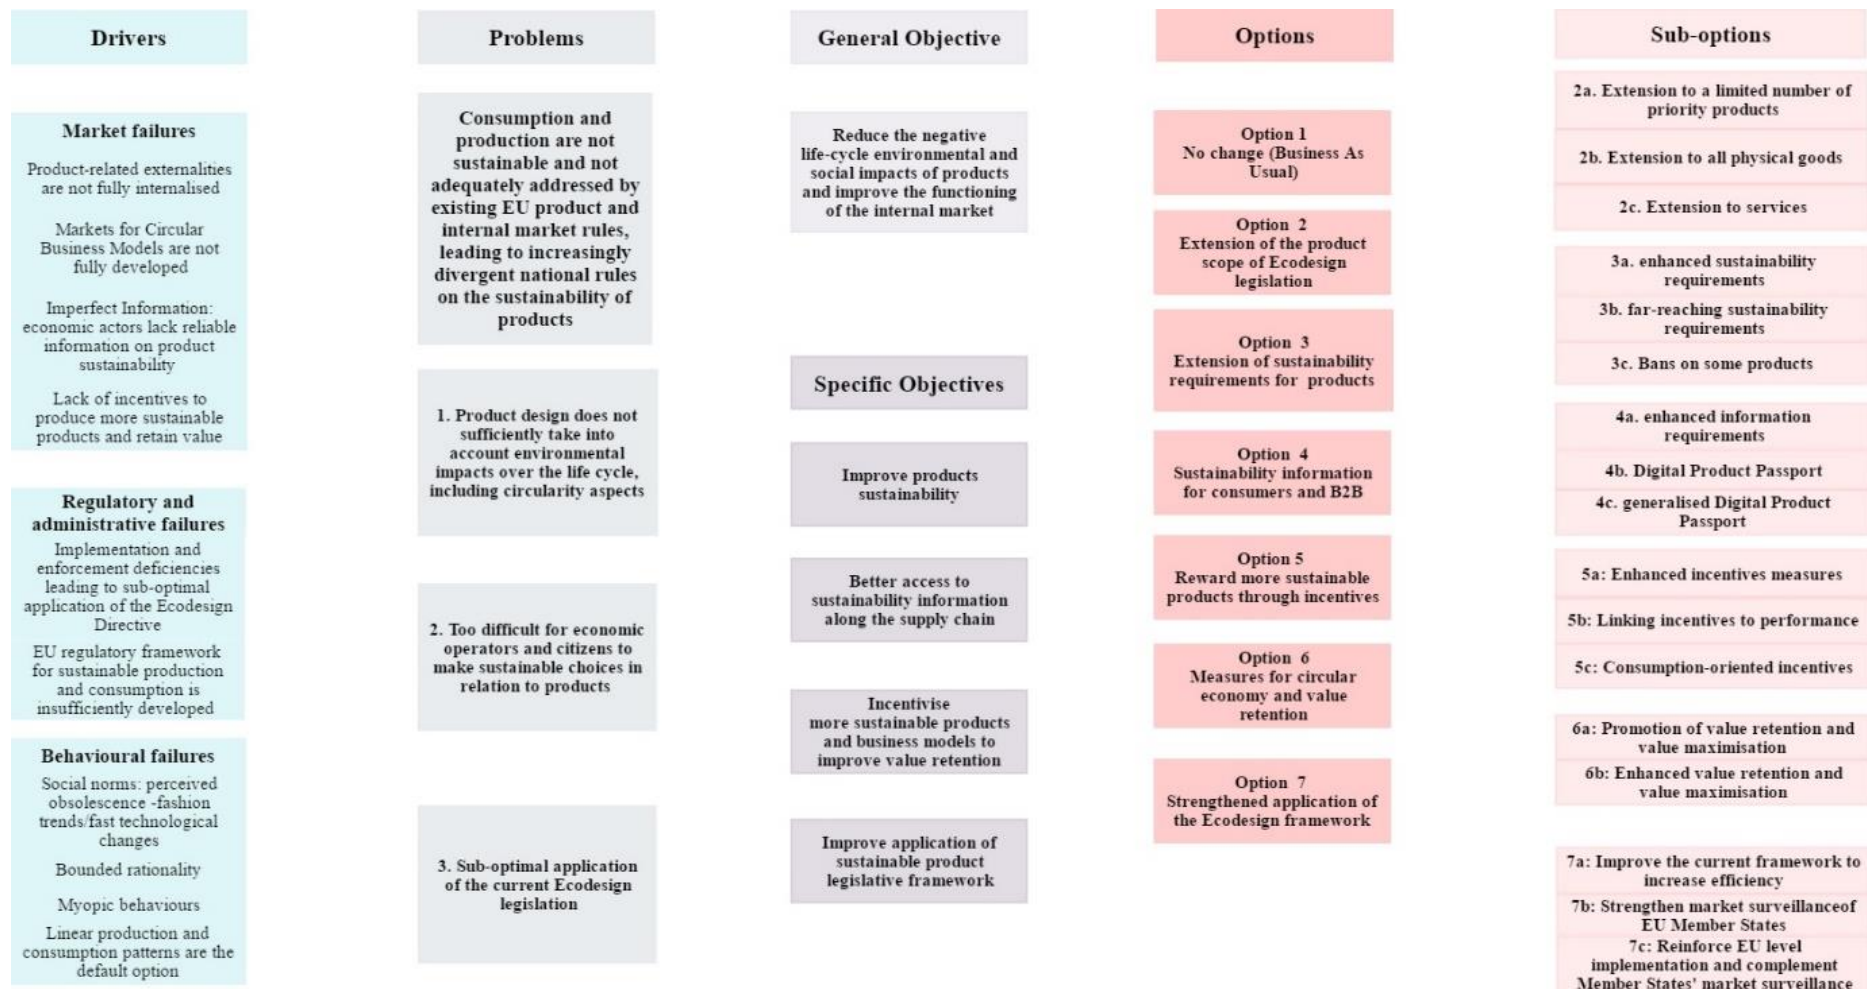 Drivers
Market failures
Product-related externalities
are not fully internalised
Markets for Circular
Business Models are not
fully developed
Imperfect Information:
economic actors lack reliable
information on product
sustainability
Lack of incentives to
produce more sustainable
products and retain value
Regulatory and
administrative failures
Implementation and
enforcement deficiencies
leading to sub-optimal
application of the Ecodesign
Directive
EU regulatory framework
for sustainable production
and consumption is
insufficiently developed
Behavioural failures
Social norms: perceived
obsolescence -fashion
trends/fast technological
changes
Bounded rationality
Myopic behaviours
Linear production and
consumption patterns are the
default option
Problems
Consumption and
production are not
sustainable and not
adequately addressed by
existing EU product and
internal market rules,
leading to increasingly
divergent national rules
on the sustainability of
products
1. Product design does not
sufficiently take into
account environmental
impacts over the life cycle,
including circularity aspects
2. Too difficult for economic
operators and citizens to
make sustainable choices in
relation to products
3. Sub-optimal application
of the current Ecodesign
legislation
General Objective
Reduce the negative
life-cycle environmental and
social impacts of products
and improve the functioning
of the internal market
Specific Objectives
Improve products
sustainability
Better access to
sustainability information
along the supply chain
Incentivise
more sustainable products
and business models to
improve value retention
Improve application of
sustainable product
legislative framework
Options
Option 1
No change (Business As
Usual)
Option 2
Extension of the product
scope of Ecodesign
legislation
Option 3
Extension of sustainability
requirements for products
Option 4
Sustainability information
for consumers and B2B
Option 5
Reward more sustainable
products through incentives
Option 6
Measures for circular
economy and value
retention
Option 7
Strengthened application of
the Ecodesign framework
Sub-options
2a. Extension to a limited number of
priority products
2b. Extension to all physical goods
2c. Extension to services
3a. enhanced sustainability
requirements
3b. far-reaching sustainability
requirements
3c. Bans on some products
4a. enhanced information
requirements
4b. Digital Product Passport
4c. generalised Digital Product
Passport
5a: Enhanced incentives measures
5b: Linking incentives to performance
5c: Consumption-oriented incentives
6a: Promotion of value retention and
value maximisation
6b: Enhanced value retention and
value maximisation
7a: Improve the current framework to
increase efficiency
7b: Strengthen market surveillanceof
EU Member States
7c: Reinforce EU level
implementation and complement
Member States' market surveillance